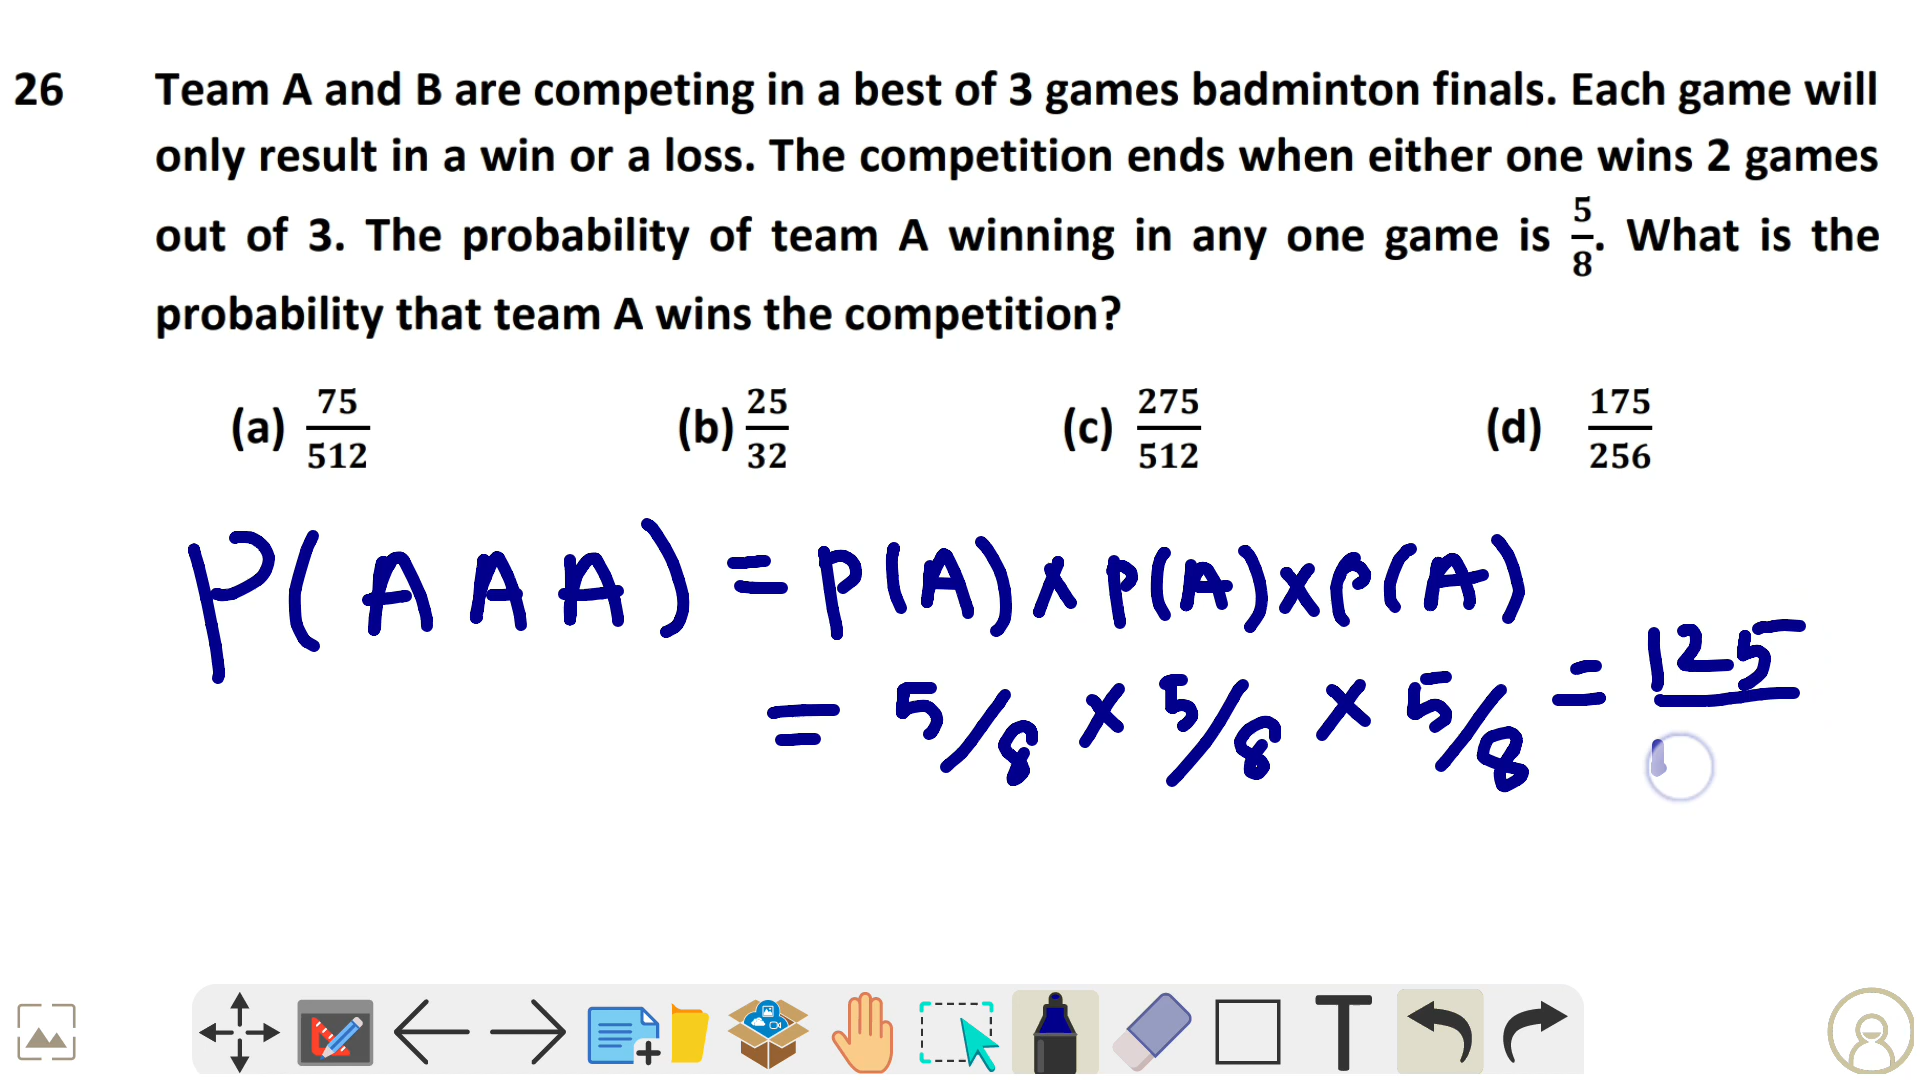 26 Team A and B are competing in a best of 3 games badminton finals. Each game will
only result in a win or a loss. The competition ends when either one wins 2 games
out of 3. The probability of team A winning in any one game is 5/8. What is the
probability that team A wins the competition?
(a) 75/512 (b) 25/32 (c) 275/512 (d) 175/256
P(AAA) = P(A) x P(A) x P(A)
= 5/8 x 5/8 x 5/8 = 125